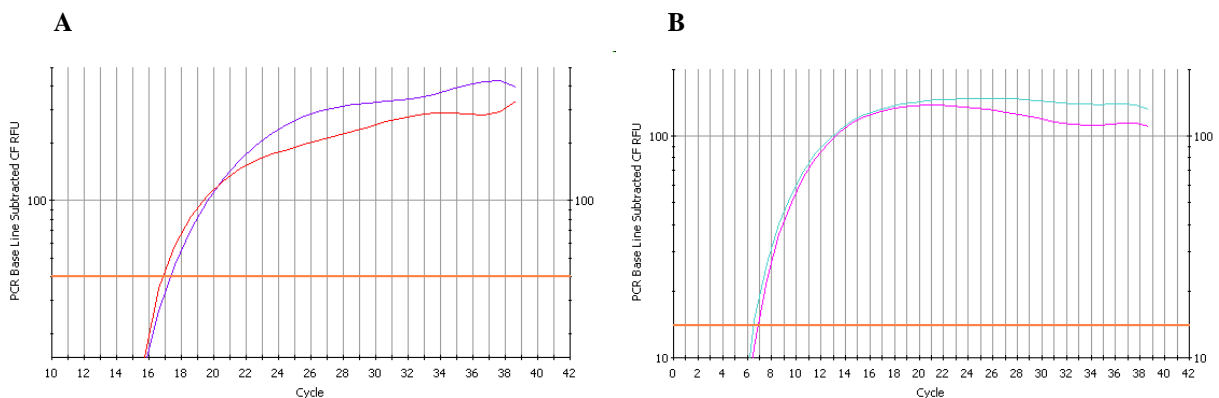 A
B
PCR Base Line Subtracted CF RFU
100
100
10 12 14 16 18 20 22 24 26 28 30 32 34 36 38 40 42
Cycle
PCR Base Line Subtracted CF RFU
100
100
10
10
0 2 4 6 8 10 12 14 16 18 20 22 24 26 28 30 32 34 36 38 40 42
Cycle